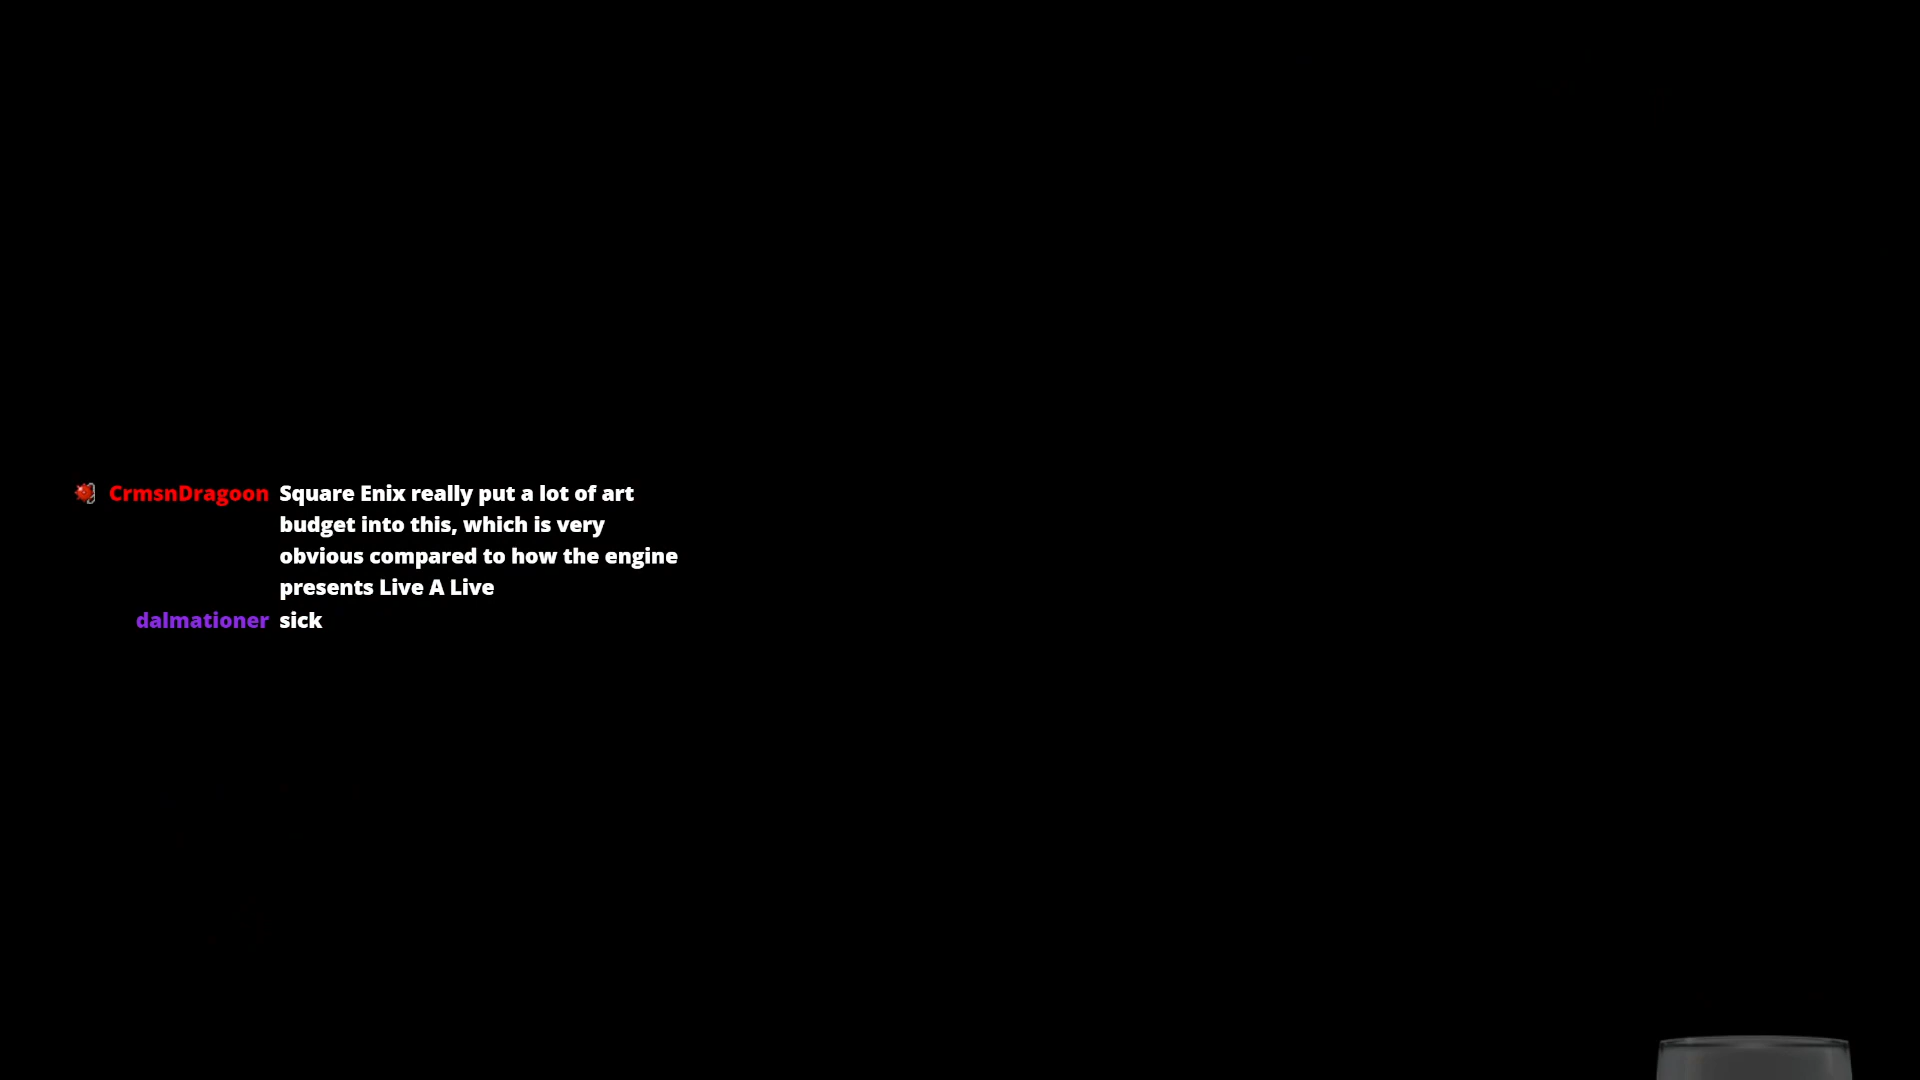 CrmsnDragoon Square Enix really put a lot of art
budget into this, which is very
obvious compared to how the engine
presents Live A Live
dalmationer sick